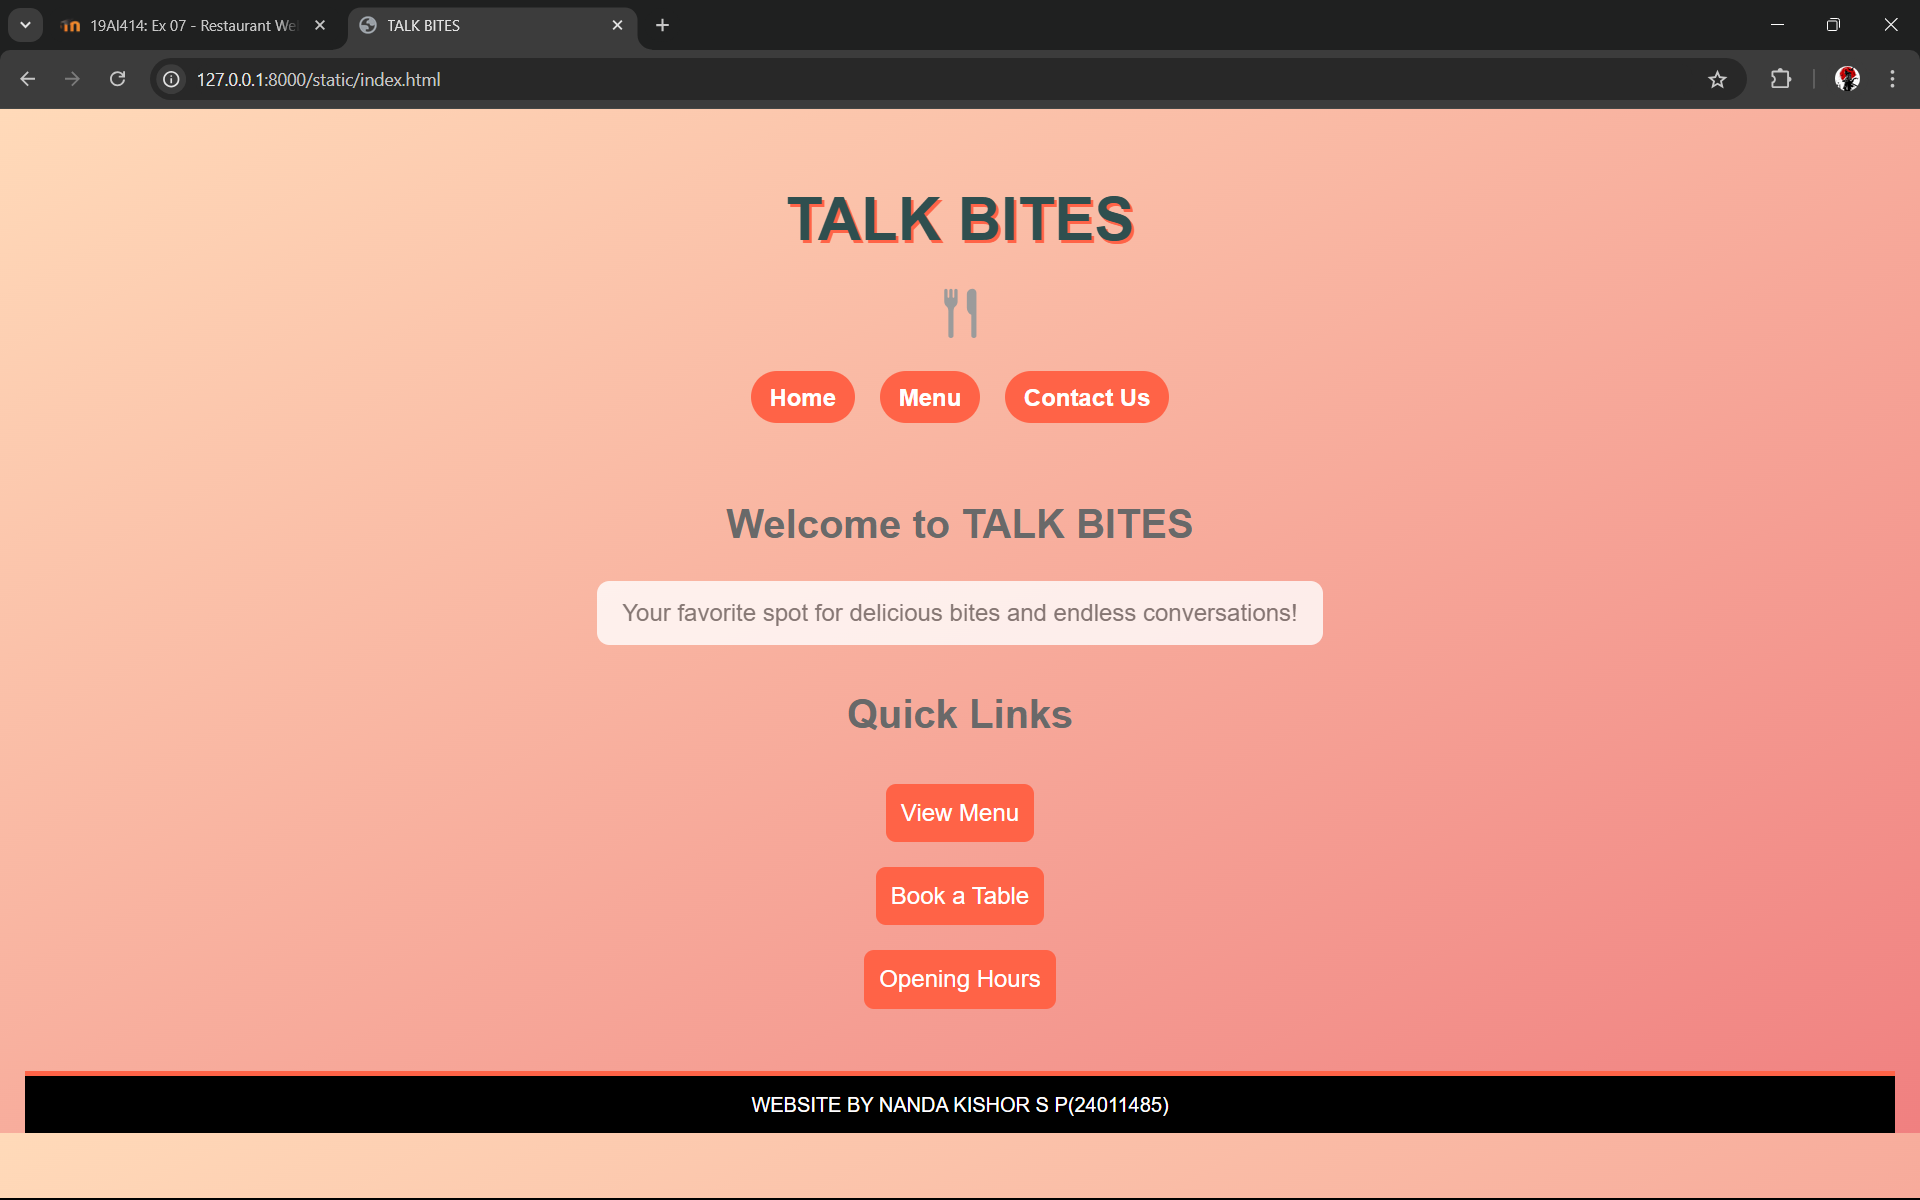 19AI414: Ex 07 - Restaurant We
TALK BITES
127.0.0.1:8000/static/index.html
TALK BITES
Home
Menu
Contact Us
Welcome to TALK BITES
Your favorite spot for delicious bites and endless conversations!
Quick Links
View Menu
Book a Table
Opening Hours
WEBSITE BY NANDA KISHOR S P(24011485)